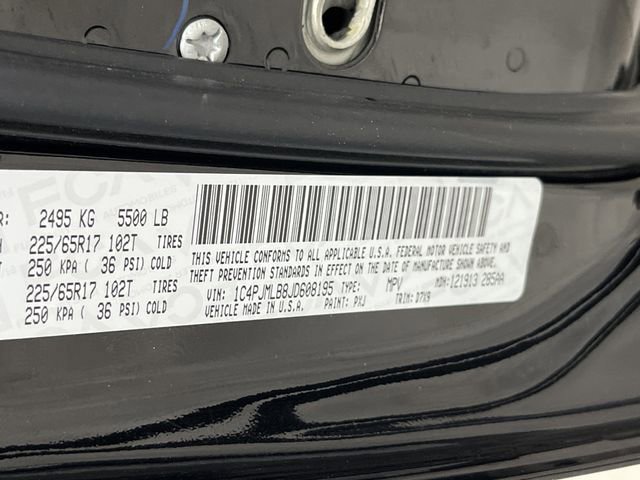 R: 2495 KG 5500 LB
225/65R17 102T TIRES
250 KPA ( 36 PSI) COLD
225/65R17 102T TIRES
250 KPA ( 36 PSI) COLD
THIS VEHICLE CONFORMS TO ALL APPLICABLE U.S.A. FEDERAL MOTOR VEHICLE SAFETY AND
THEFT PREVENTION STANDARDS IN EFFECT ON THE DATE OF MANUFACTURE SHOWN ABOVE.
VIN: 1C4PJMLB8JD608195 TYPE: MPV MDH:121913 285AA
VEHICLE MADE IN U.S.A. PAINT: PXJ TRIM: D7X9